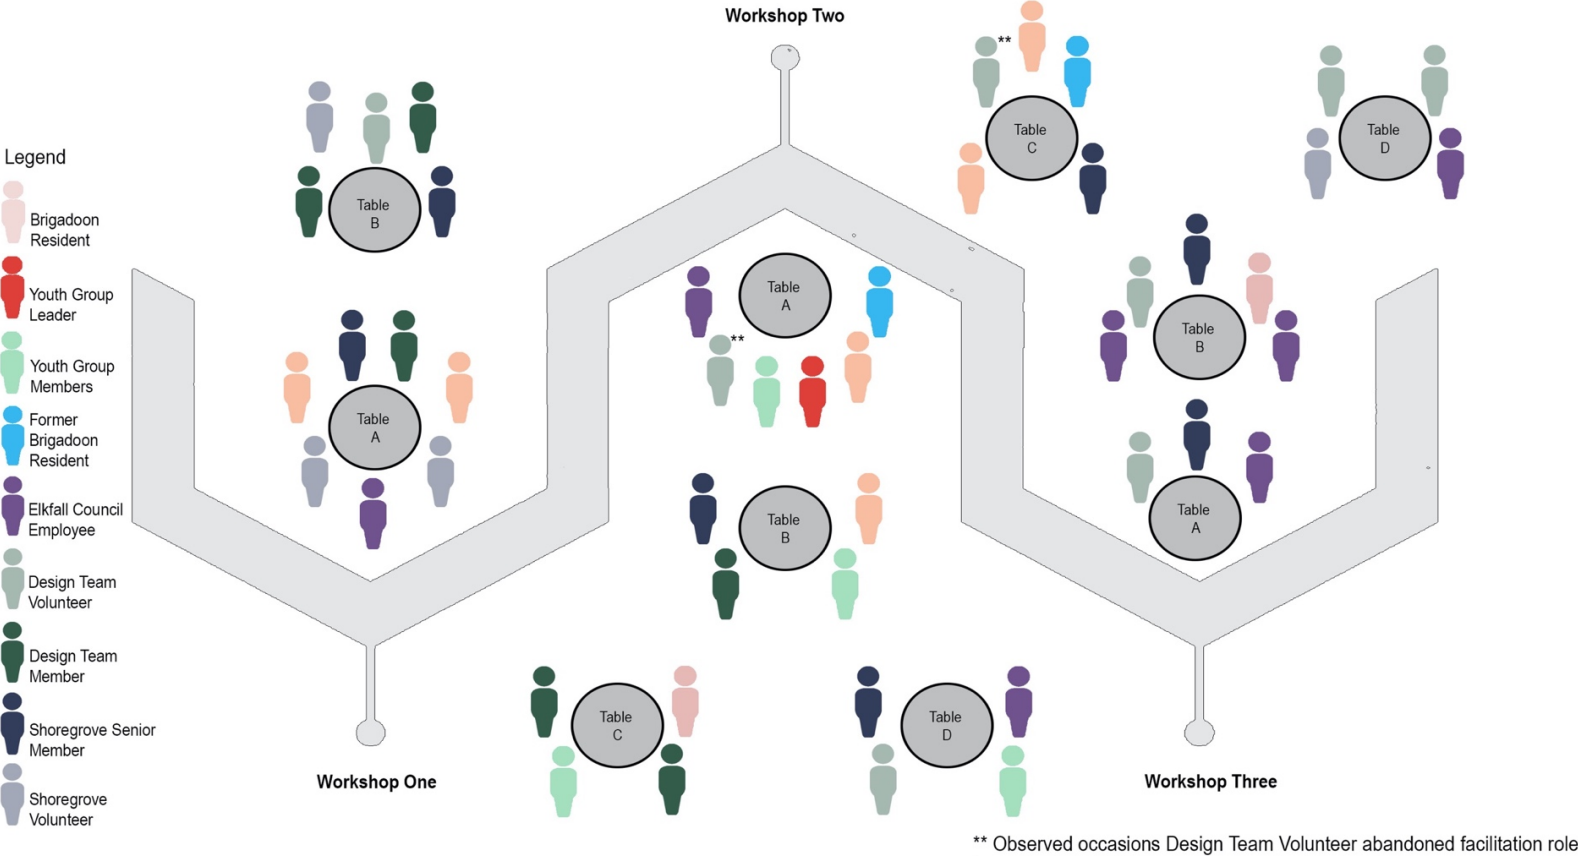 Workshop Two
**
Table
C
Table
D
Legend
Brigadoon
Resident
Youth Group
Leader
Youth Group
Members
Former
Brigadoon
Resident
Elkfall Council
Employee
Design Team
Volunteer
Design Team
Member
Shoregrove Senior
Member
Shoregrove
Volunteer
Table
B
Table
A
Workshop One
Table
A
**
Table
B
Table
C
Table
D
Table
B
Table
A
Workshop Three
** Observed occasions Design Team Volunteer abandoned facilitation role